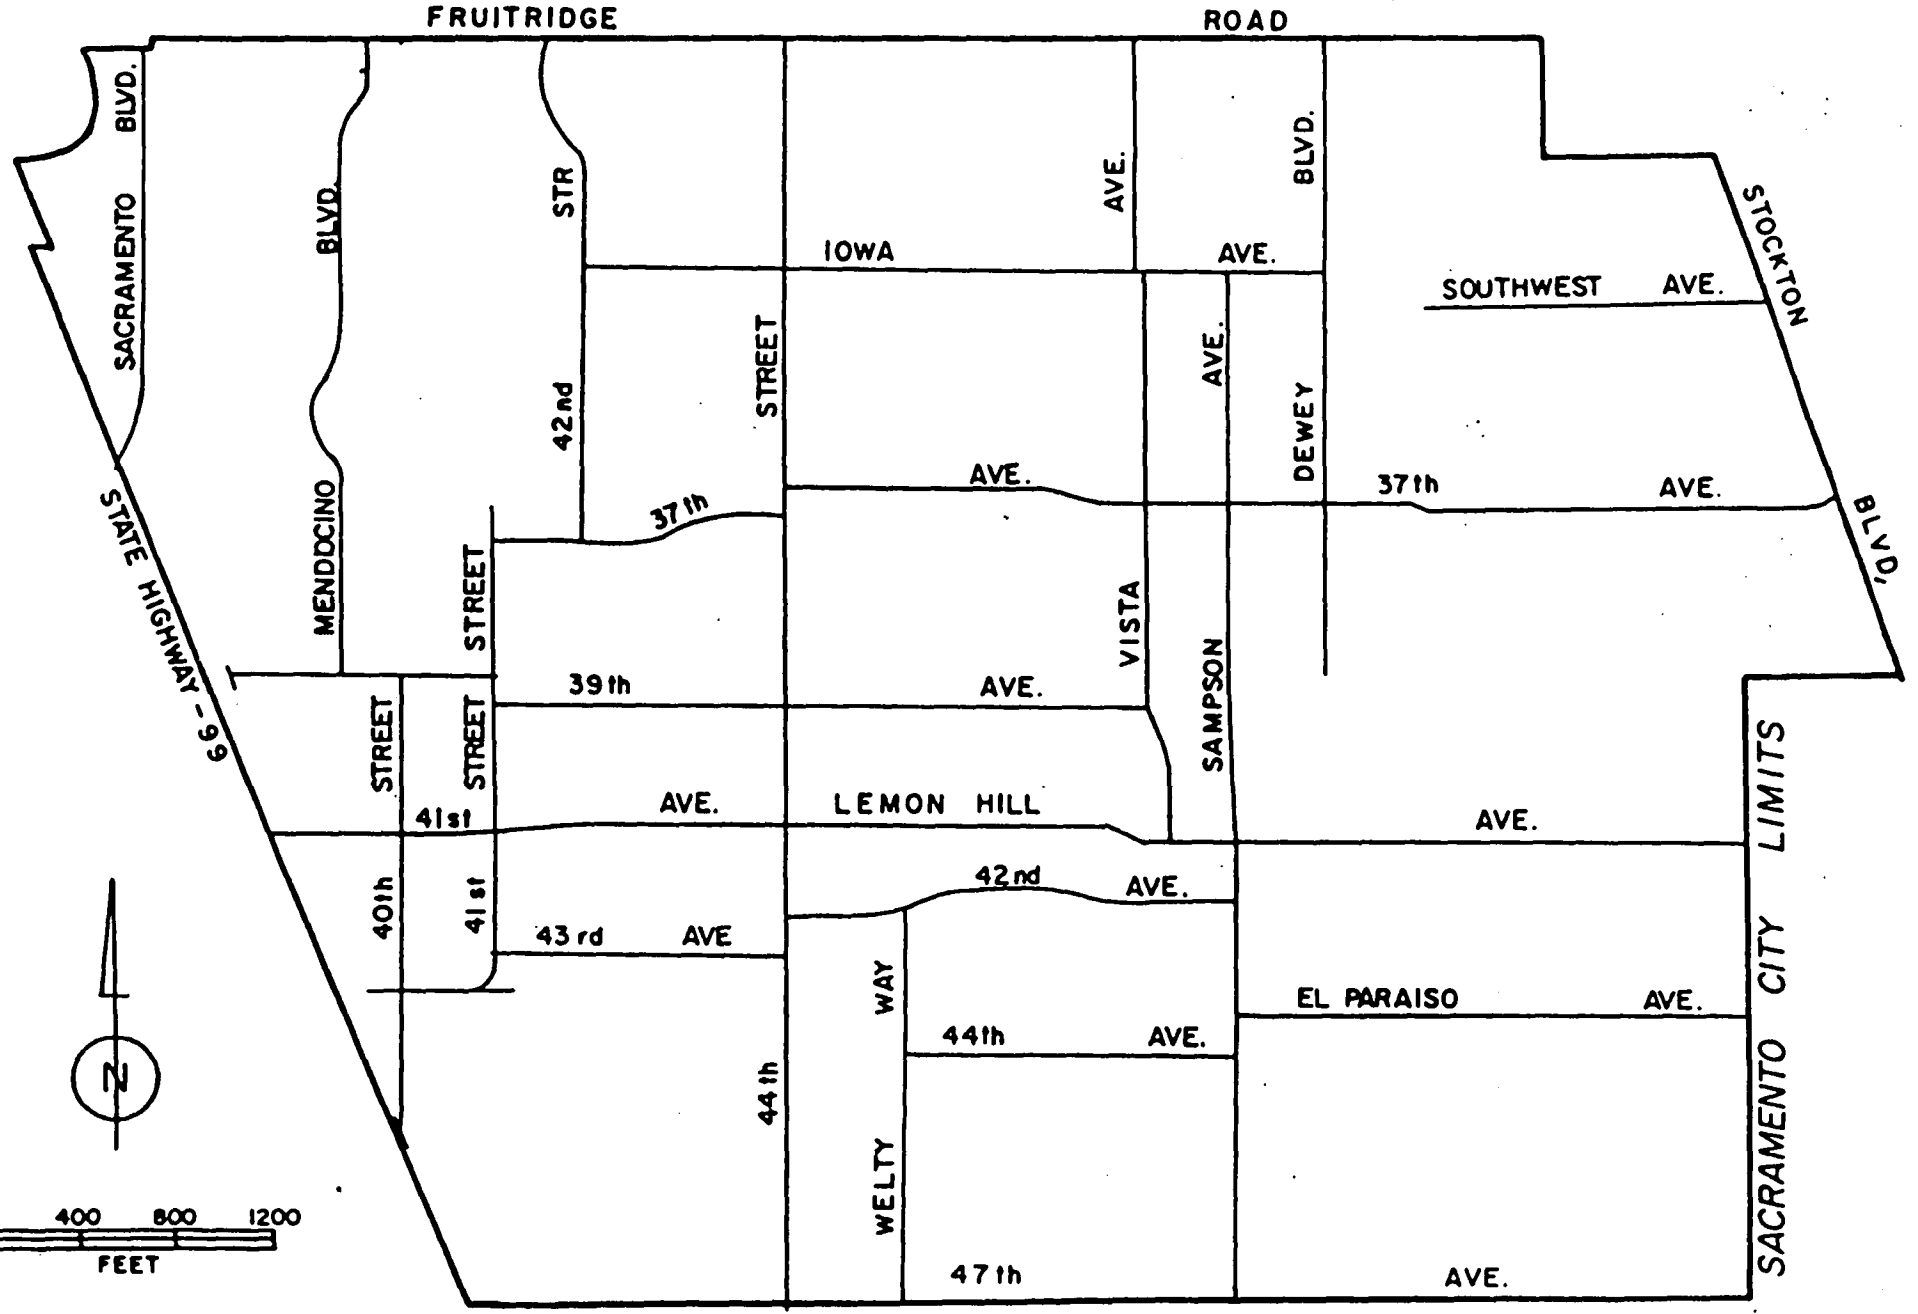 FRUITRIDGE ROAD
SACRAMENTO BLVD.
MENDOCINO BLVD.
42nd STR
44th STREET
VISTA AVE.
SAMPSON AVE.
DEWEY BLVD.
STOCKTON BLVD.
IOWA AVE.
SOUTHWEST AVE.
37th AVE.
37th AVE.
STATE HIGHWAY-99
STREET
39th AVE.
40th STREET
41st STREET
41st AVE.
LEMON HILL AVE.
42nd AVE.
43rd AVE
WELTY WAY
44th AVE.
EL PARAISO AVE.
47th AVE.
SACRAMENTO CITY LIMITS
N
400 800 1200
FEET